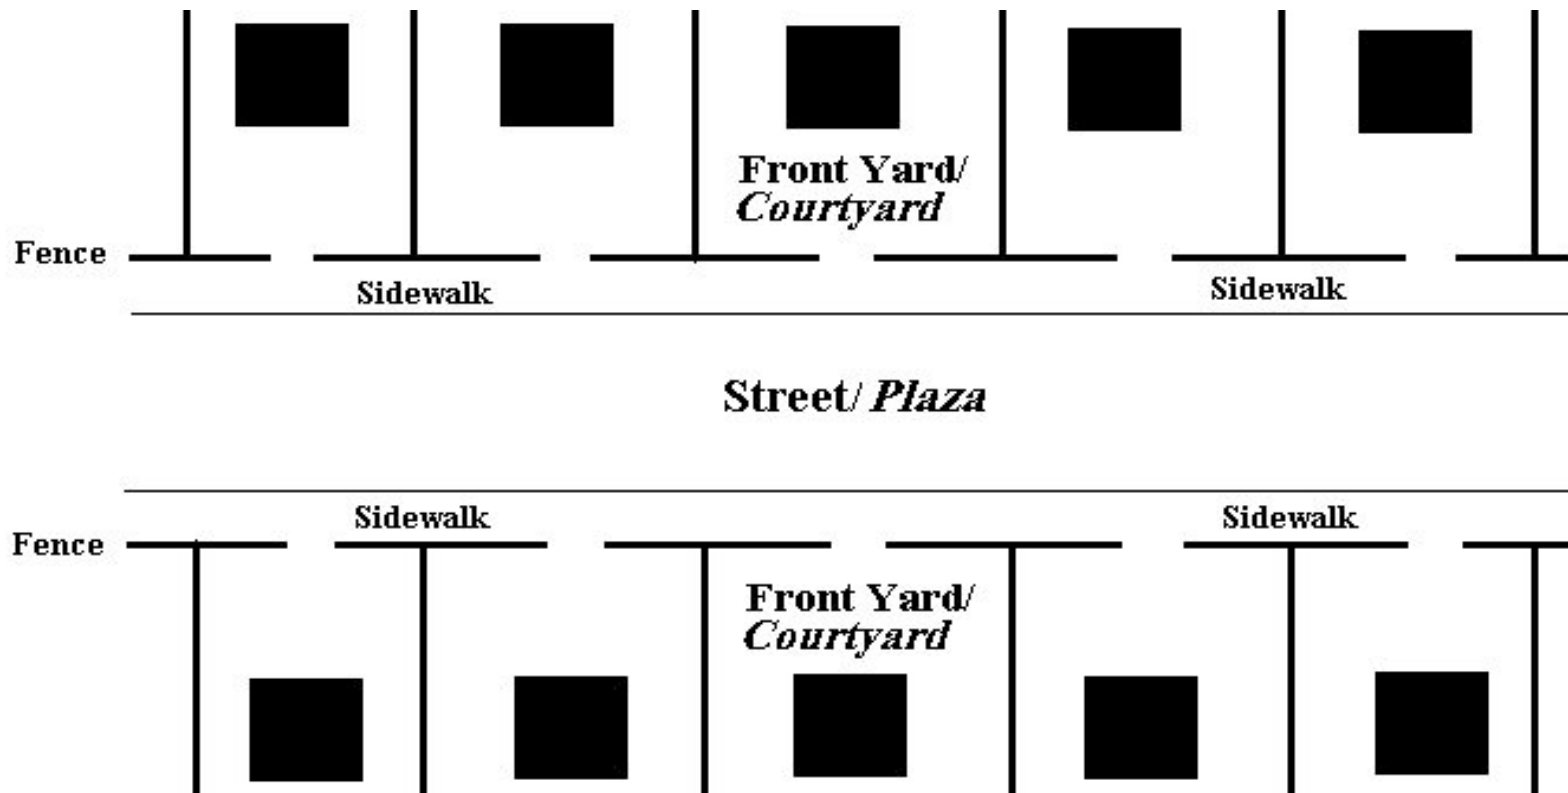 Front Yard/
Courtyard
Fence
Sidewalk
Sidewalk
Street/ Plaza
Sidewalk
Sidewalk
Fence
Front Yard/
Courtyard